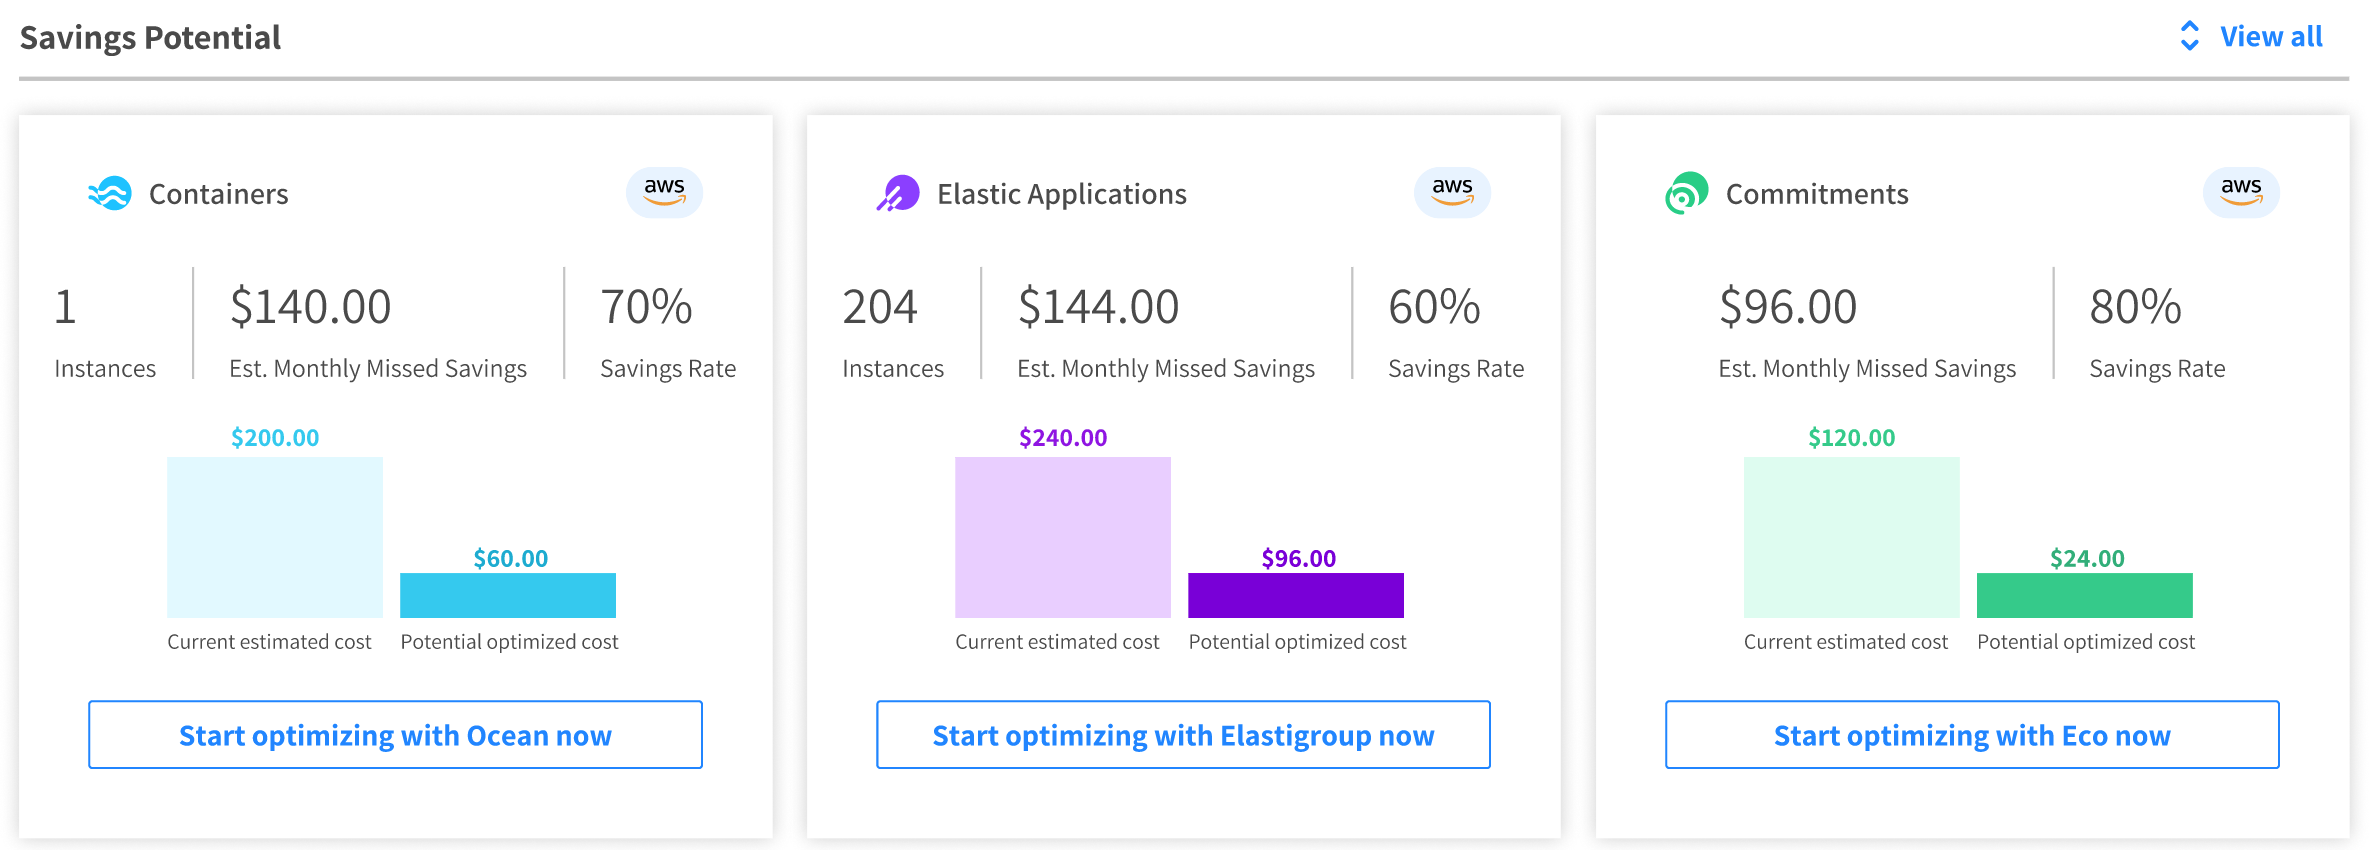 Savings Potential
View all
Containers
aws
1
$140.00
70%
Instances
Est. Monthly Missed Savings
Savings Rate
$200.00
$60.00
Current estimated cost
Potential optimized cost
Start optimizing with Ocean now
Elastic Applications
aws
204
$144.00
60%
Instances
Est. Monthly Missed Savings
Savings Rate
$240.00
$96.00
Current estimated cost
Potential optimized cost
Start optimizing with Elastigroup now
Commitments
aws
$96.00
80%
Est. Monthly Missed Savings
Savings Rate
$120.00
$24.00
Current estimated cost
Potential optimized cost
Start optimizing with Eco now